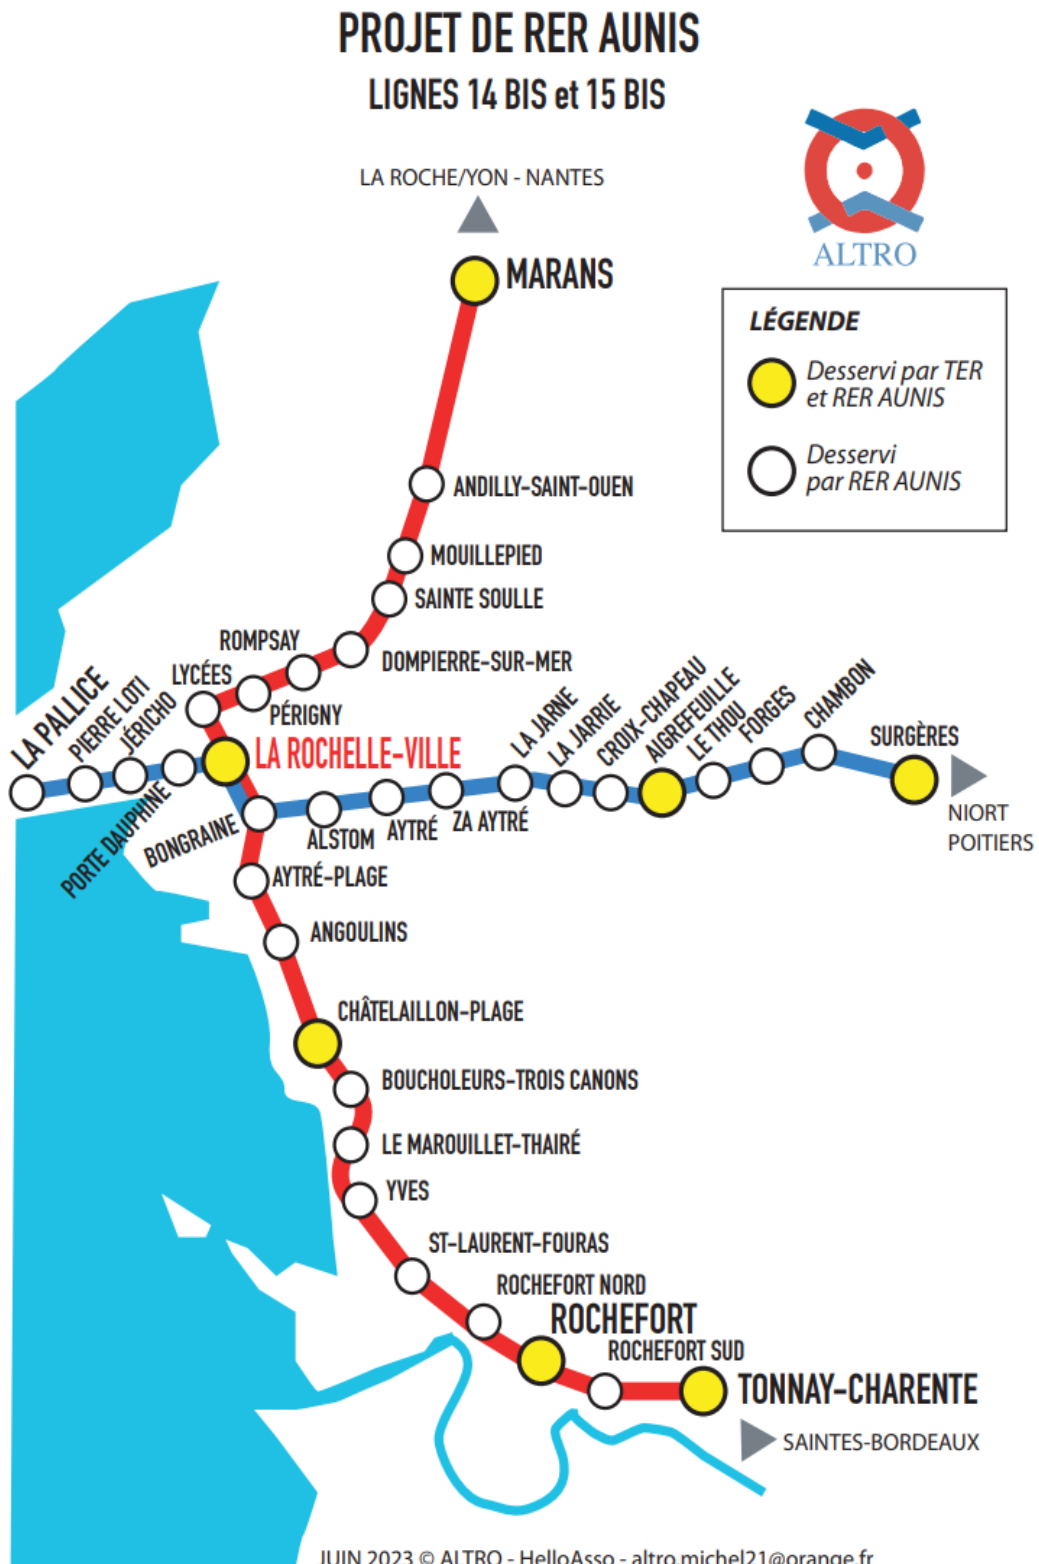 PROJET DE RER AUNIS
LIGNES 14 BIS et 15 BIS
ALTRO
LA ROCHE/YON - NANTES
MARANS
LÉGENDE
Desservi par TER
et RER AUNIS
Desservi
par RER AUNIS
ANDILLY-SAINT-OUEN
MOUILLEPIED
SAINTE SOULLE
DOMPIERRE-SUR-MER
ROMPSAY
PÉRIGNY
LYCÉES
LA ROCHELLE-VILLE
LA PALLICE
PIERRE LOTI
JÉRICHO
PORTE DAUPHINE
BONGRAINE
ALSTOM
AYTRÉ
ZA AYTRÉ
LA JARNE
LA JARRIE
CROIX-CHAPEAU
AIGREFEUILLE
LE THOU
FORGES
CHAMBON
SURGÈRES
NIORT
POITIERS
AYTRÉ-PLAGE
ANGOULINS
CHÂTELAILLON-PLAGE
BOUCHOLEURS-TROIS CANONS
LE MAROUILLET-THAIRÉ
YVES
ST-LAURENT-FOURAS
ROCHEFORT NORD
ROCHEFORT
ROCHEFORT SUD
TONNAY-CHARENTE
SAINTES-BORDEAUX
JUIN 2023 © ALTRO - HelloAsso - altro.michel21@orange.fr